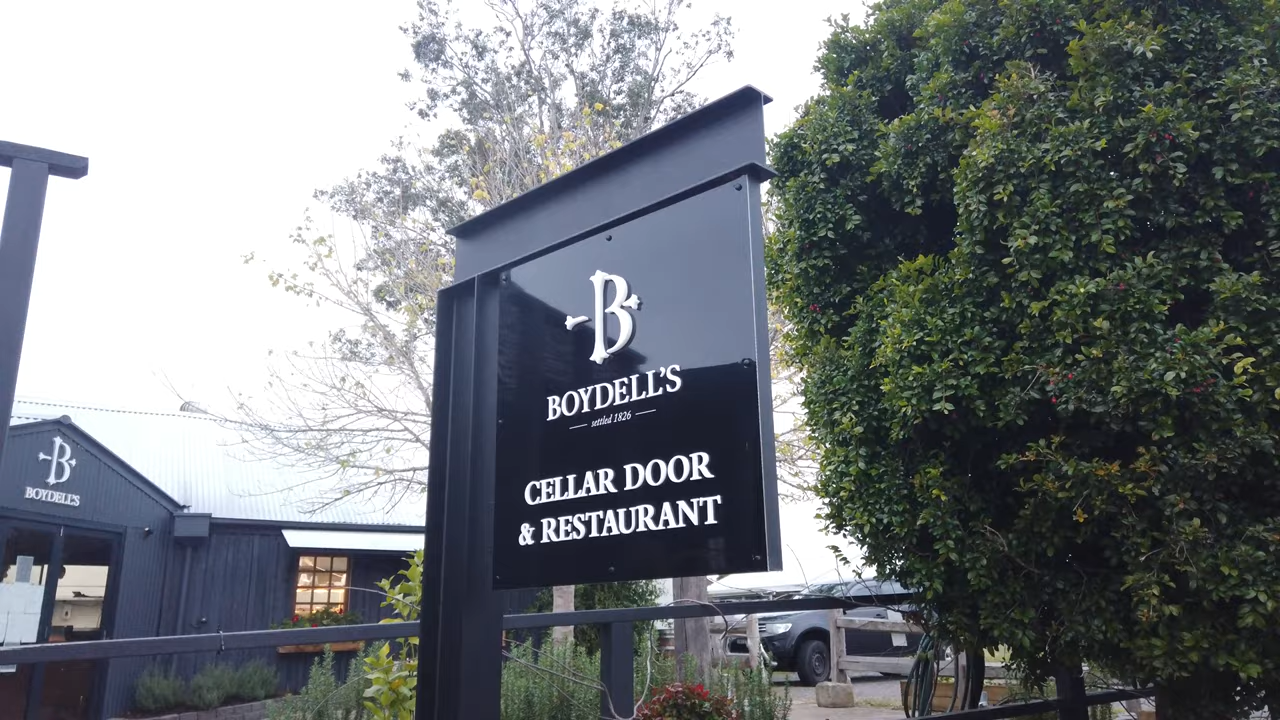 B
BOYDELL'S
settled 1826
CELLAR DOOR
& RESTAURANT
B
BOYDELL'S